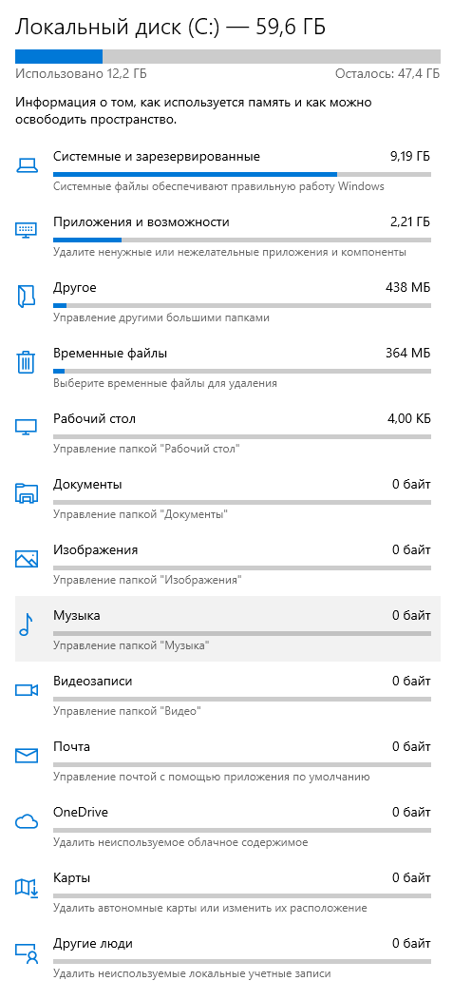 Локальный диск (C:) — 59,6 ГБ
Использовано 12,2 ГБ Осталось: 47,4 ГБ
Информация о том, как используется память и как можно
освободить пространство.
Системные и зарезервированные 9,19 ГБ
Системные файлы обеспечивают правильную работу Windows
Приложения и возможности 2,21 ГБ
Удалите ненужные или нежелательные приложения и компоненты
Другое 438 МБ
Управление другими большими папками
Временные файлы 364 МБ
Выберите временные файлы для удаления
Рабочий стол 4,00 КБ
Управление папкой "Рабочий стол"
Документы 0 байт
Управление папкой "Документы"
Изображения 0 байт
Управление папкой "Изображения"
Музыка 0 байт
Управление папкой "Музыка"
Видеозаписи 0 байт
Управление папкой "Видео"
Почта 0 байт
Управление почтой с помощью приложения по умолчанию
OneDrive 0 байт
Удалить неиспользуемое облачное содержимое
Карты 0 байт
Удалить автономные карты или изменить их расположение
Другие люди 0 байт
Удалить неиспользуемые локальные учетные записи